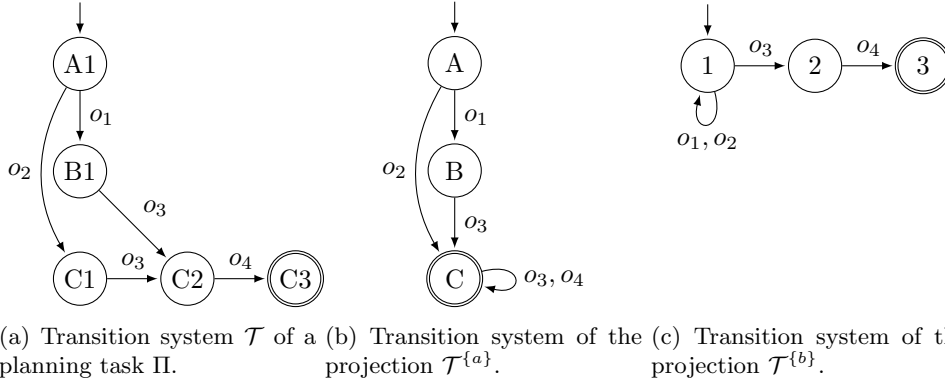 A1
o₁
o₂
B1
o₃
C1
o₃
C2
o₄
C3
A
o₁
o₂
B
o₃
C
o₃, o₄
1
o₃
2
o₄
3
o₁, o₂
(a) Transition system 𝒯 of a
planning task Π.
(b) Transition system of the
projection 𝒯^{a}.
(c) Transition system of
projection 𝒯^{b}.